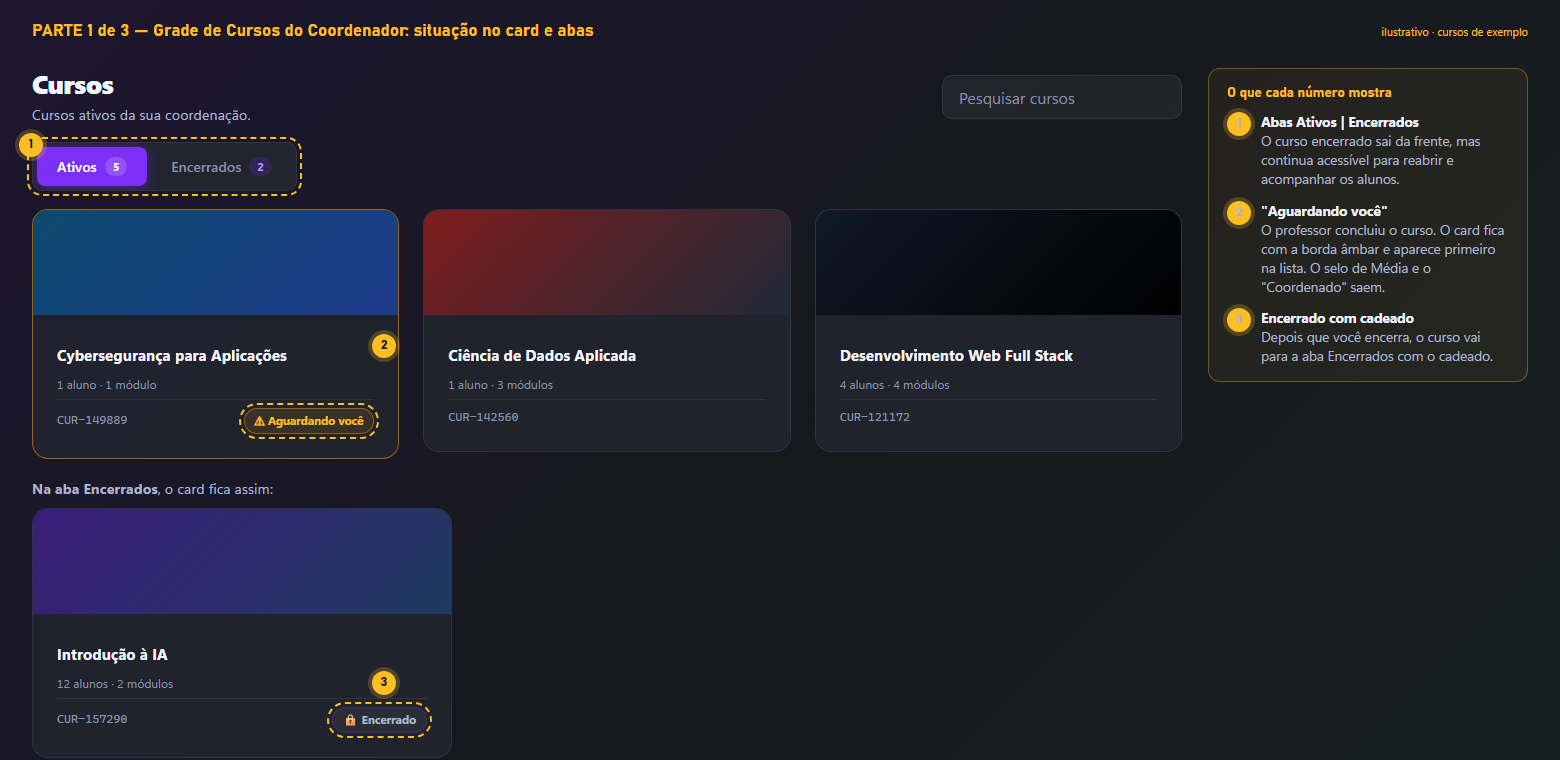 PARTE 1 de 3 — Grade de Cursos do Coordenador: situação no card e abas
ilustrativo · cursos de exemplo
Cursos
Cursos ativos da sua coordenação.
Pesquisar cursos
1
Ativos 5
Encerrados 2
Cybersegurança para Aplicações
2
1 aluno · 1 módulo
CUR-149889
⚠ Aguardando você
Ciência de Dados Aplicada
1 aluno · 3 módulos
CUR-142560
Desenvolvimento Web Full Stack
4 alunos · 4 módulos
CUR-121172
Na aba Encerrados, o card fica assim:
Introdução à IA
12 alunos · 2 módulos
3
CUR-157290
🔒 Encerrado
O que cada número mostra
1
Abas Ativos | Encerrados
O curso encerrado sai da frente, mas
continua acessível para reabrir e
acompanhar os alunos.
2
"Aguardando você"
O professor concluiu o curso. O card fica
com a borda âmbar e aparece primeiro
na lista. O selo de Média e o
"Coordenado" saem.
3
Encerrado com cadeado
Depois que você encerra, o curso vai
para a aba Encerrados com o cadeado.